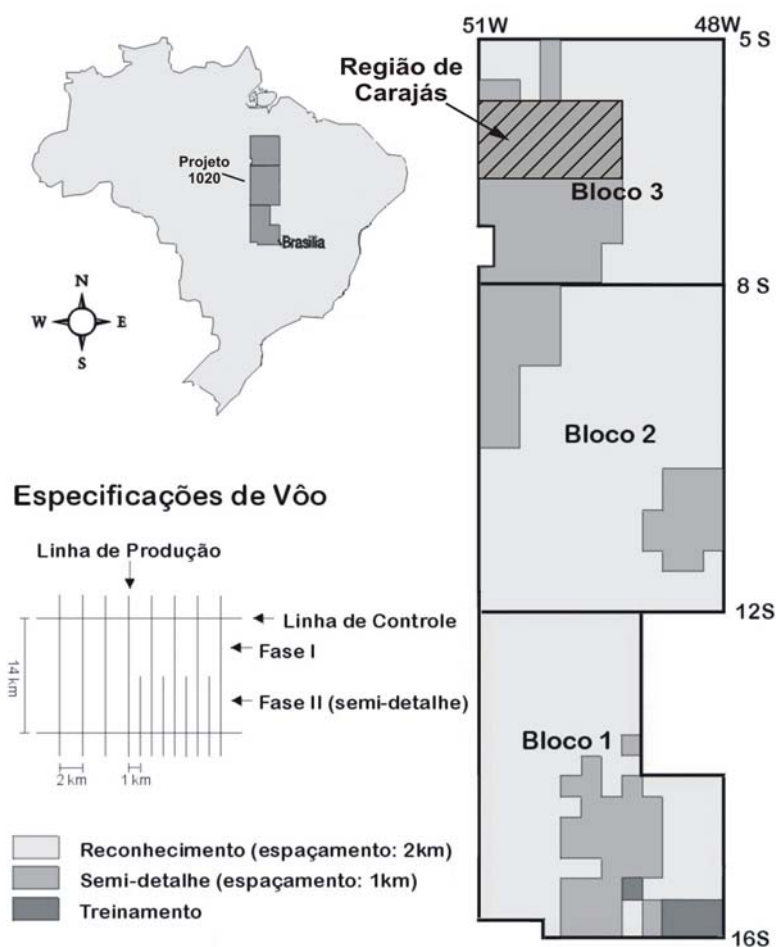 51W
48W
5 S
Região de
Carajás
Projeto
1020
Bloco 3
Brasilia
N
W
E
S
8 S
Bloco 2
Especificações de Vôo
Linha de Produção
12S
Linha de Controle
Fase I
14 km
Fase II (semi-detalhe)
Bloco 1
2 km
1 km
Reconhecimento (espaçamento: 2km)
Semi-detalhe (espaçamento: 1km)
Treinamento
16S